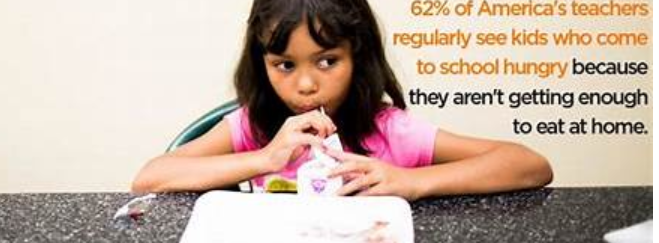 62% of America's teachers
regularly see kids who come
to school hungry because
they aren't getting enough
to eat at home.